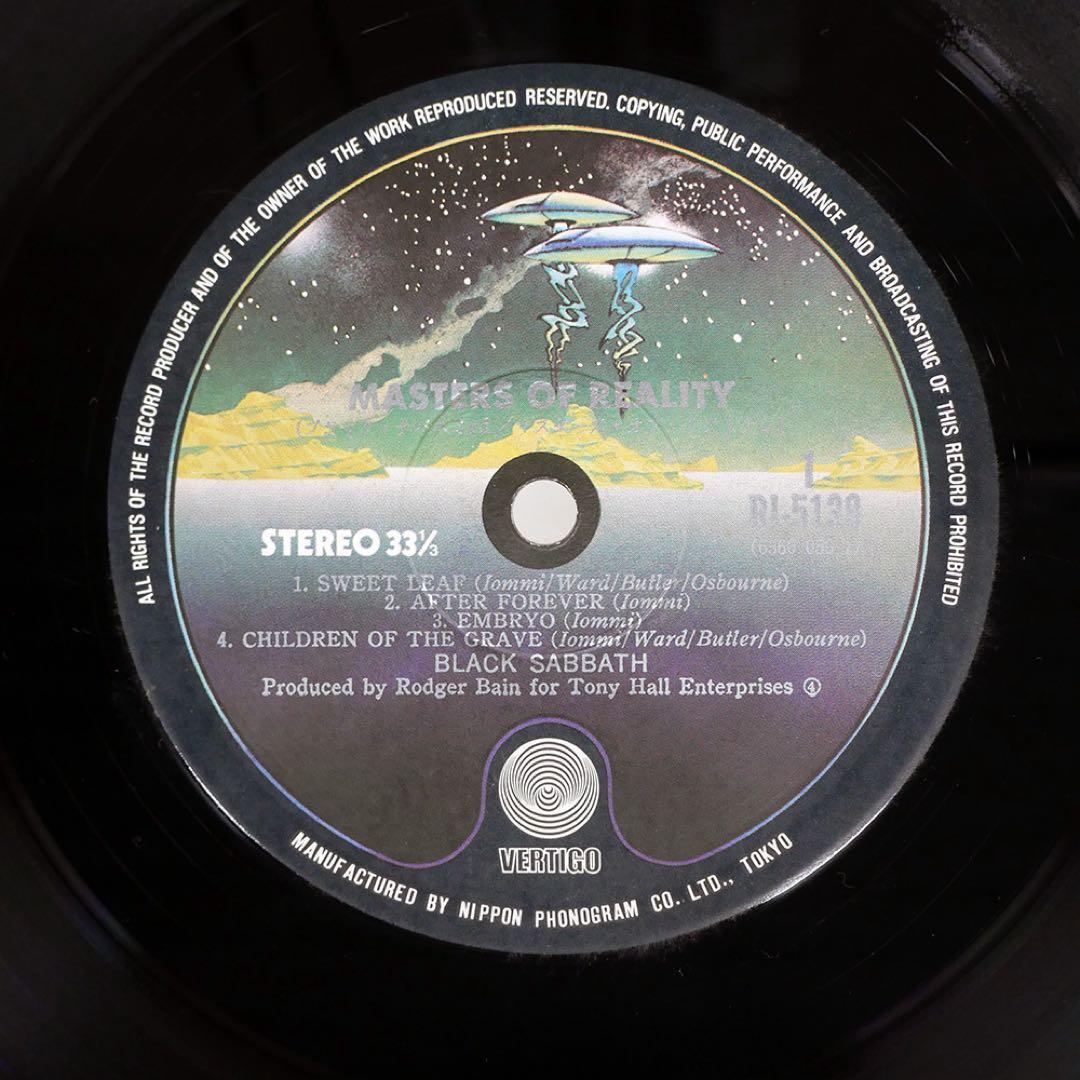 ALL RIGHTS OF THE RECORD PRODUCER AND OF THE OWNER OF THE WORK REPRODUCED RESERVED. COPYING, PUBLIC PERFORMANCE AND BROADCASTING OF THIS RECORD PROHIBITED
MASTERS OF REALITY
1
STEREO 33⅓
1. SWEET LEAF (Iommi/Ward/Butler/Osbourne)
2. AFTER FOREVER (Iommi)
3. EMBRYO (Iommi)
4. CHILDREN OF THE GRAVE (Iommi/Ward/Butler/Osbourne)
BLACK SABBATH
Produced by Rodger Bain for Tony Hall Enterprises ④
VERTIGO
MANUFACTURED BY NIPPON PHONOGRAM CO. LTD., TOKYO